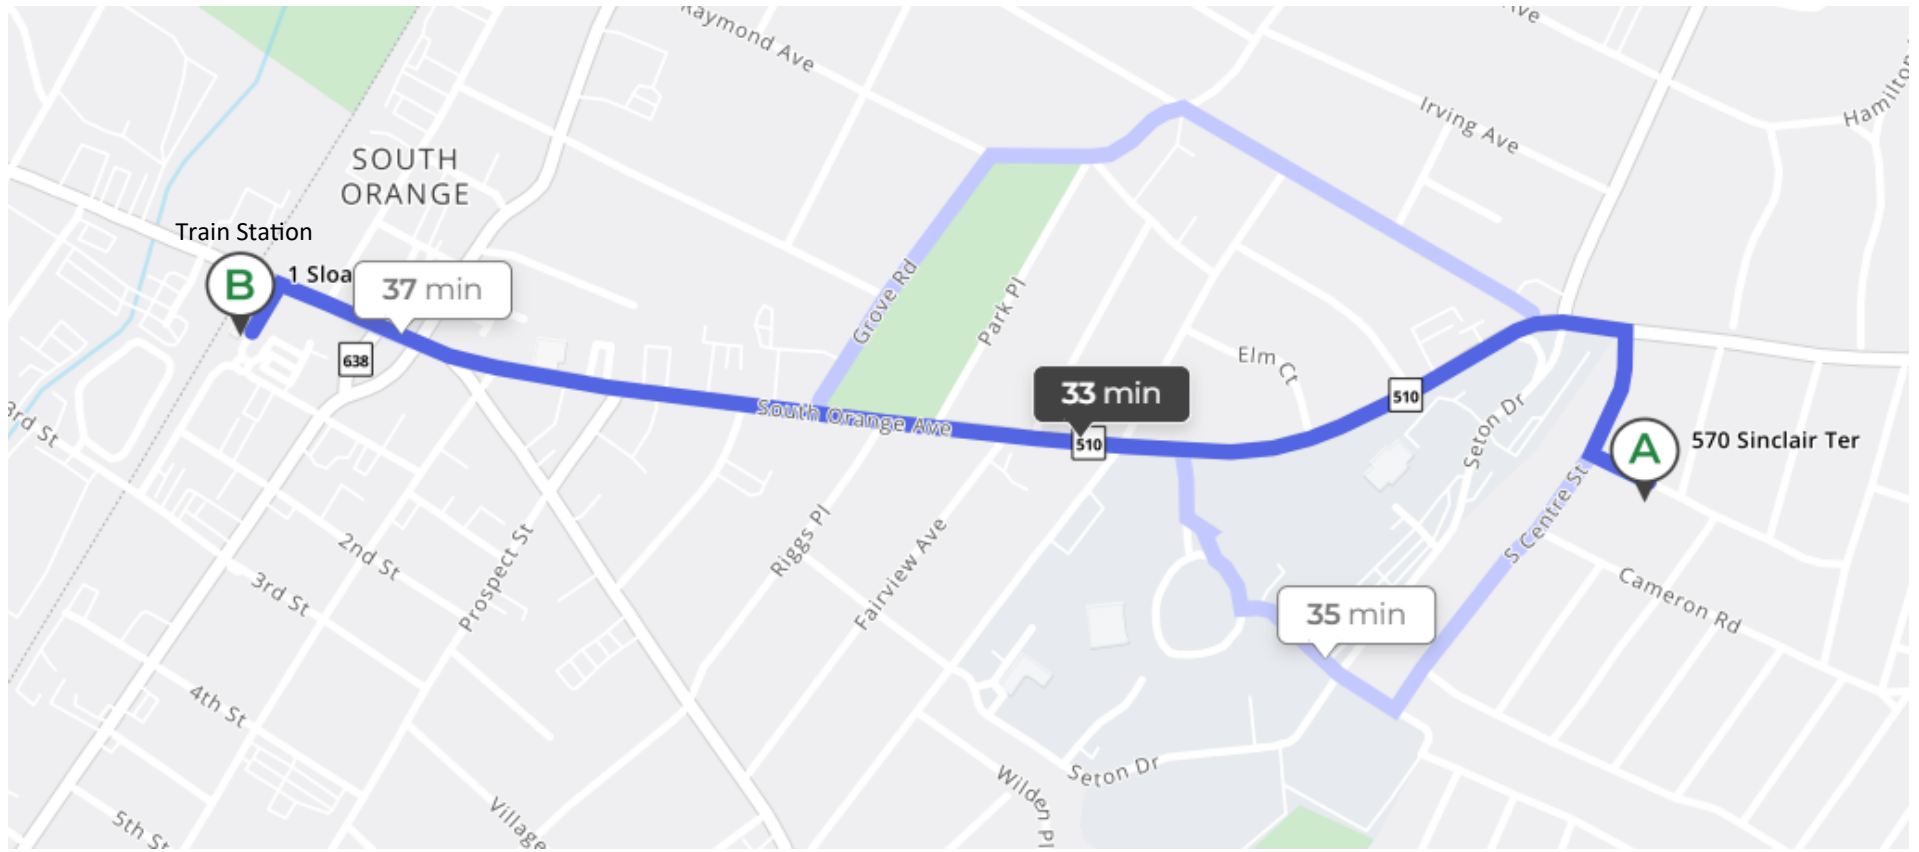 Raymond Ave
Ave
Irving Ave
Hamilton
SOUTH
ORANGE
Train Station
B
1 Sloa
37 min
638
Grove Rd
Park Pl
Elm Ct
33 min
510
510
South Orange Ave
Seton Dr
A
570 Sinclair Ter
3rd St
2nd St
3rd St
Prospect St
Riggs Pl
Fairview Ave
S Centre St
Cameron Rd
35 min
4th St
5th St
Village
Wilden Pl
Seton Dr